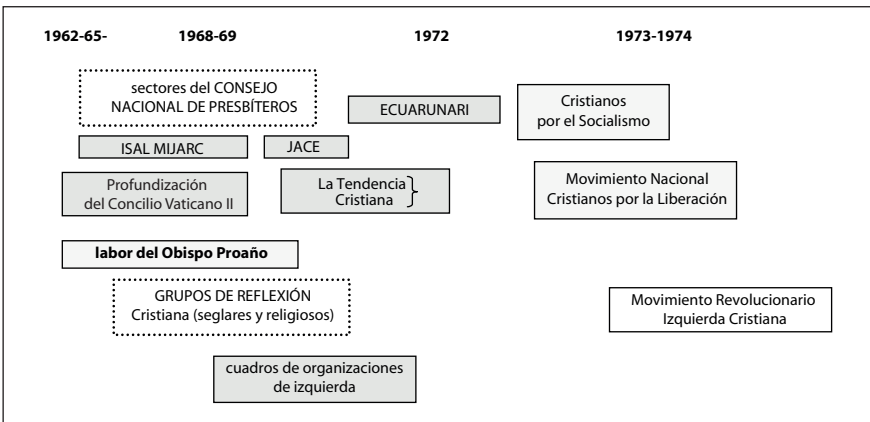 1962-65-
1968-69
1972
1973-1974
sectores del CONSEJO
NACIONAL DE PRESBÍTEROS
ECUARUNARI
Cristianos
por el Socialismo
ISAL MIJARC
JACE
Profundización
del Concilio Vaticano II
La Tendencia
Cristiana
Movimiento Nacional
Cristianos por la Liberación
labor del Obispo Proaño
GRUPOS DE REFLEXIÓN
Cristiana (seglares y religiosos)
Movimiento Revolucionario
Izquierda Cristiana
cuadros de organizaciones
de izquierda